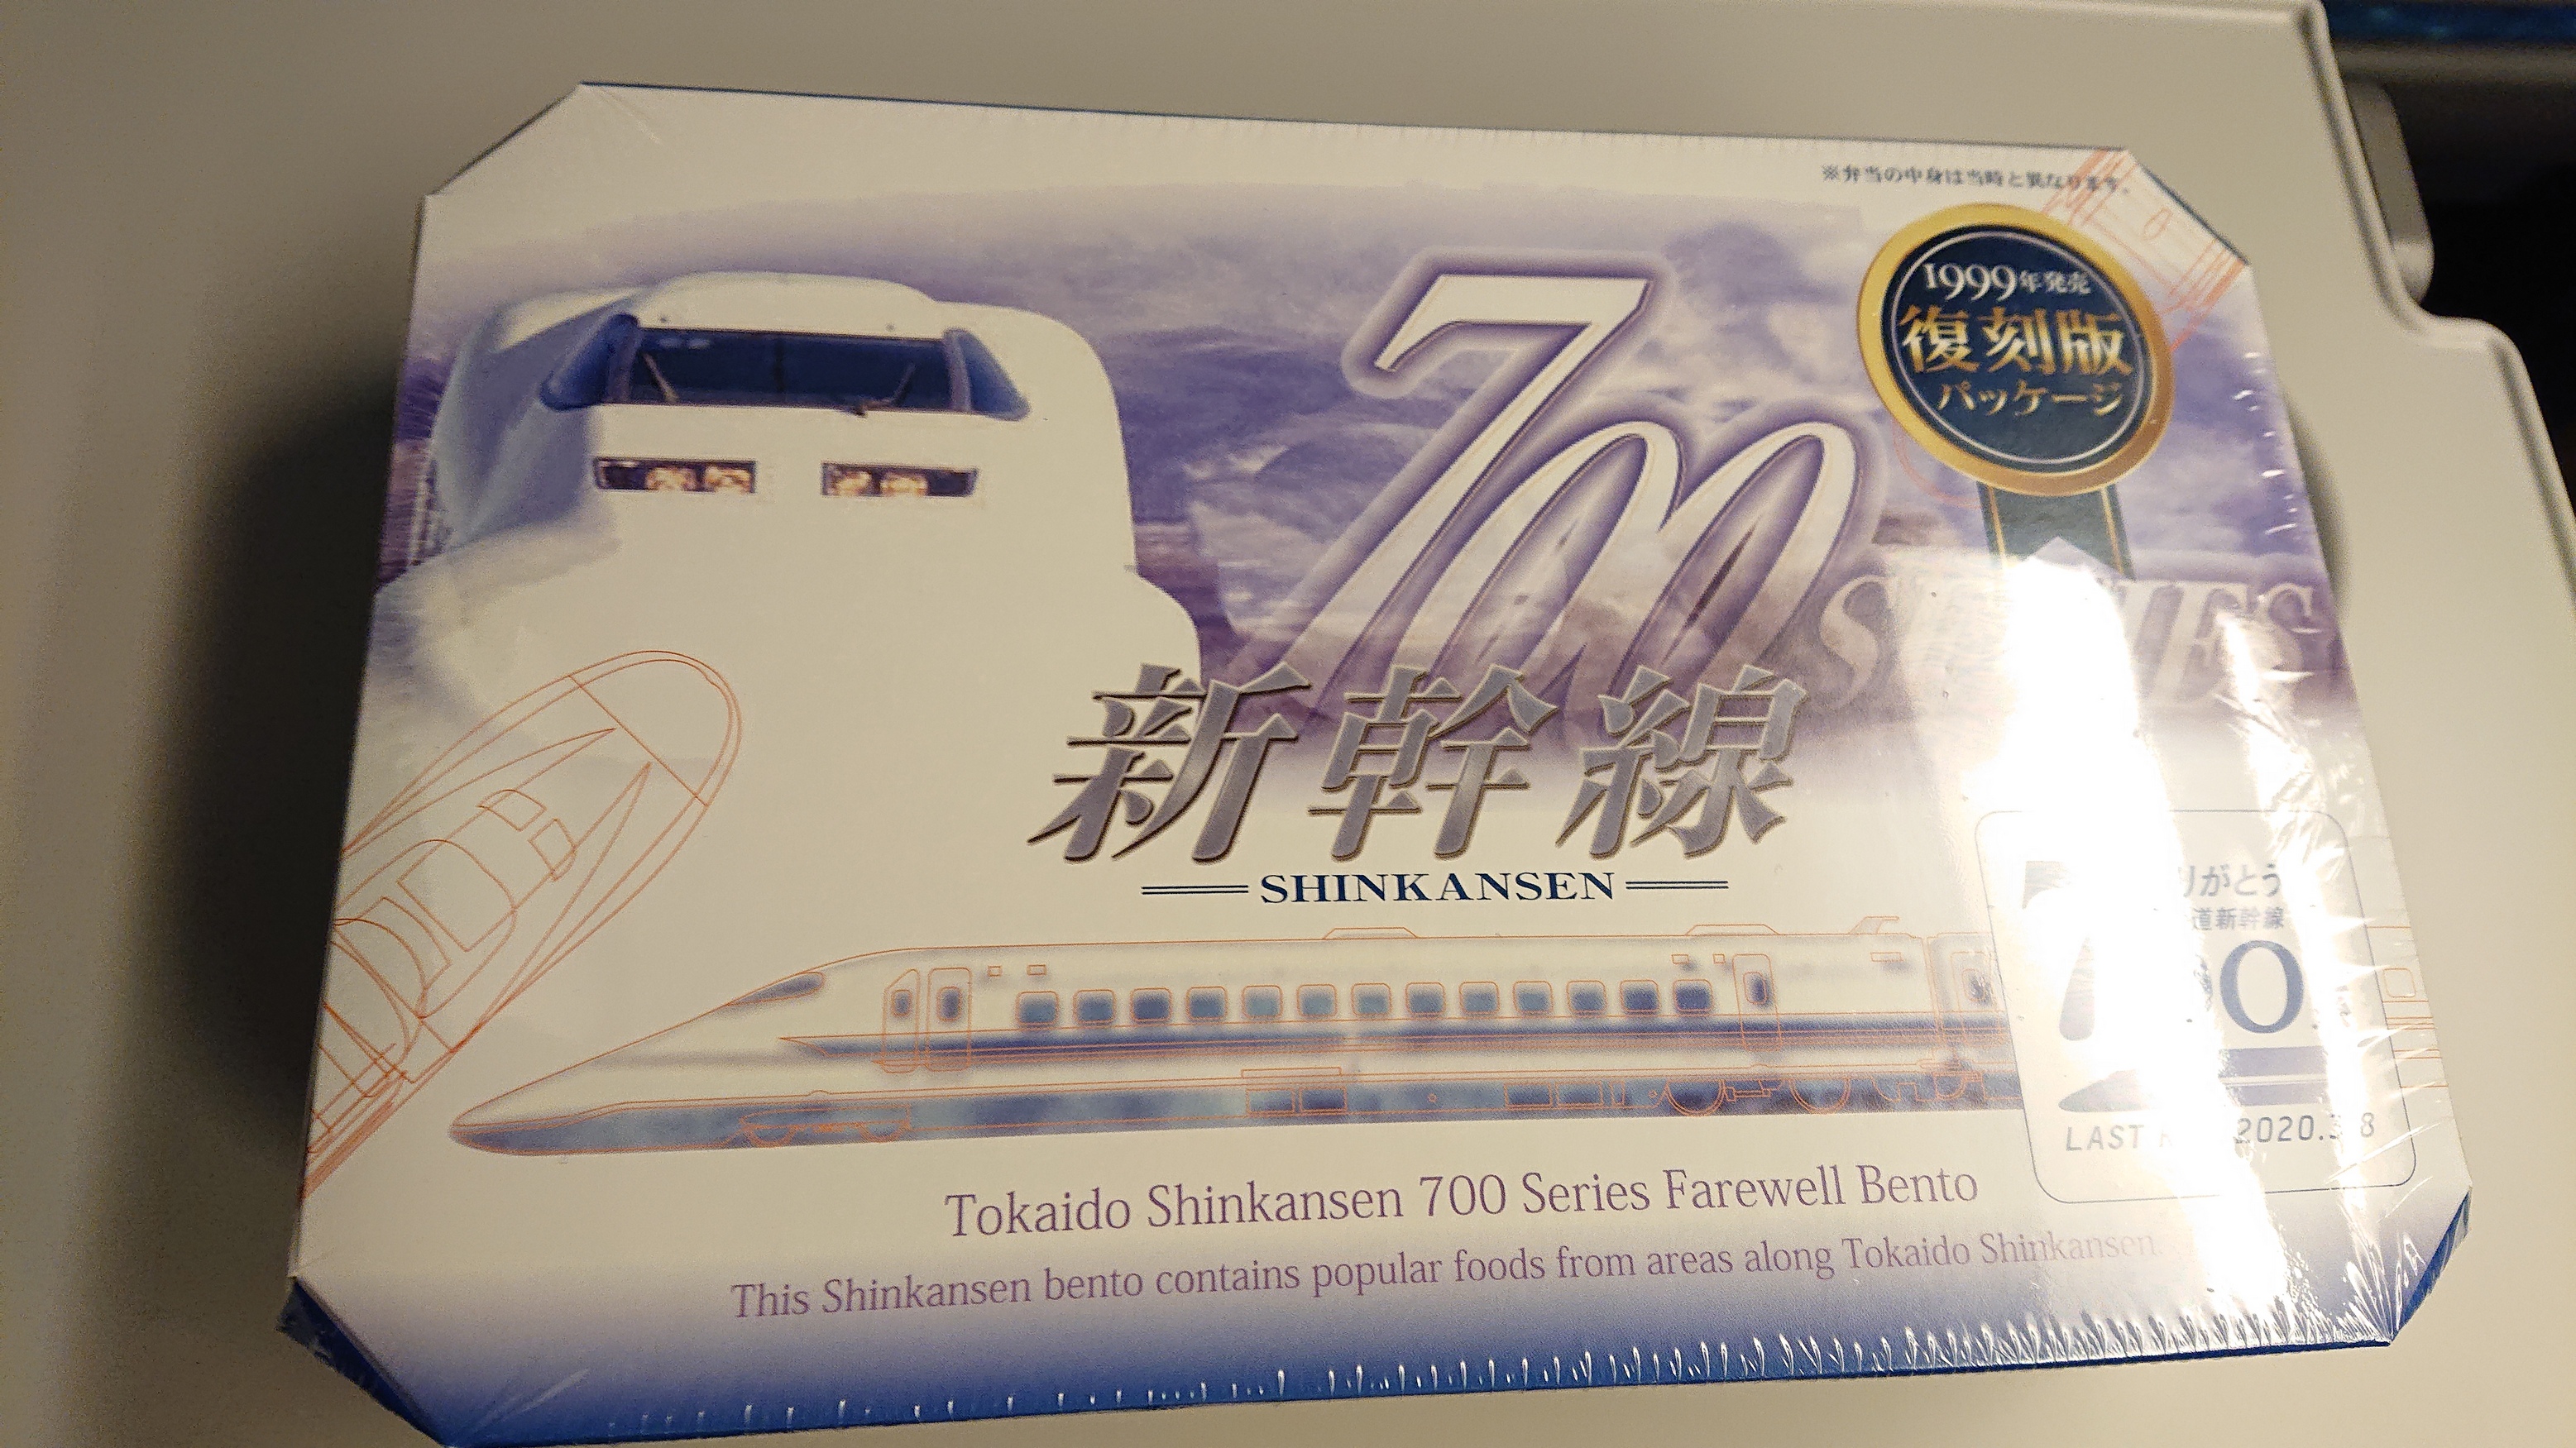 ※弁当の中身は当時と異なります。
1999年発売
復刻版
パッケージ
700
SERIES
新幹線
SHINKANSEN
りがとう
道新幹線
LAST
2020.3.8
Tokaido Shinkansen 700 Series Farewell Bento
This Shinkansen bento contains popular foods from areas along Tokaido Shinkansen